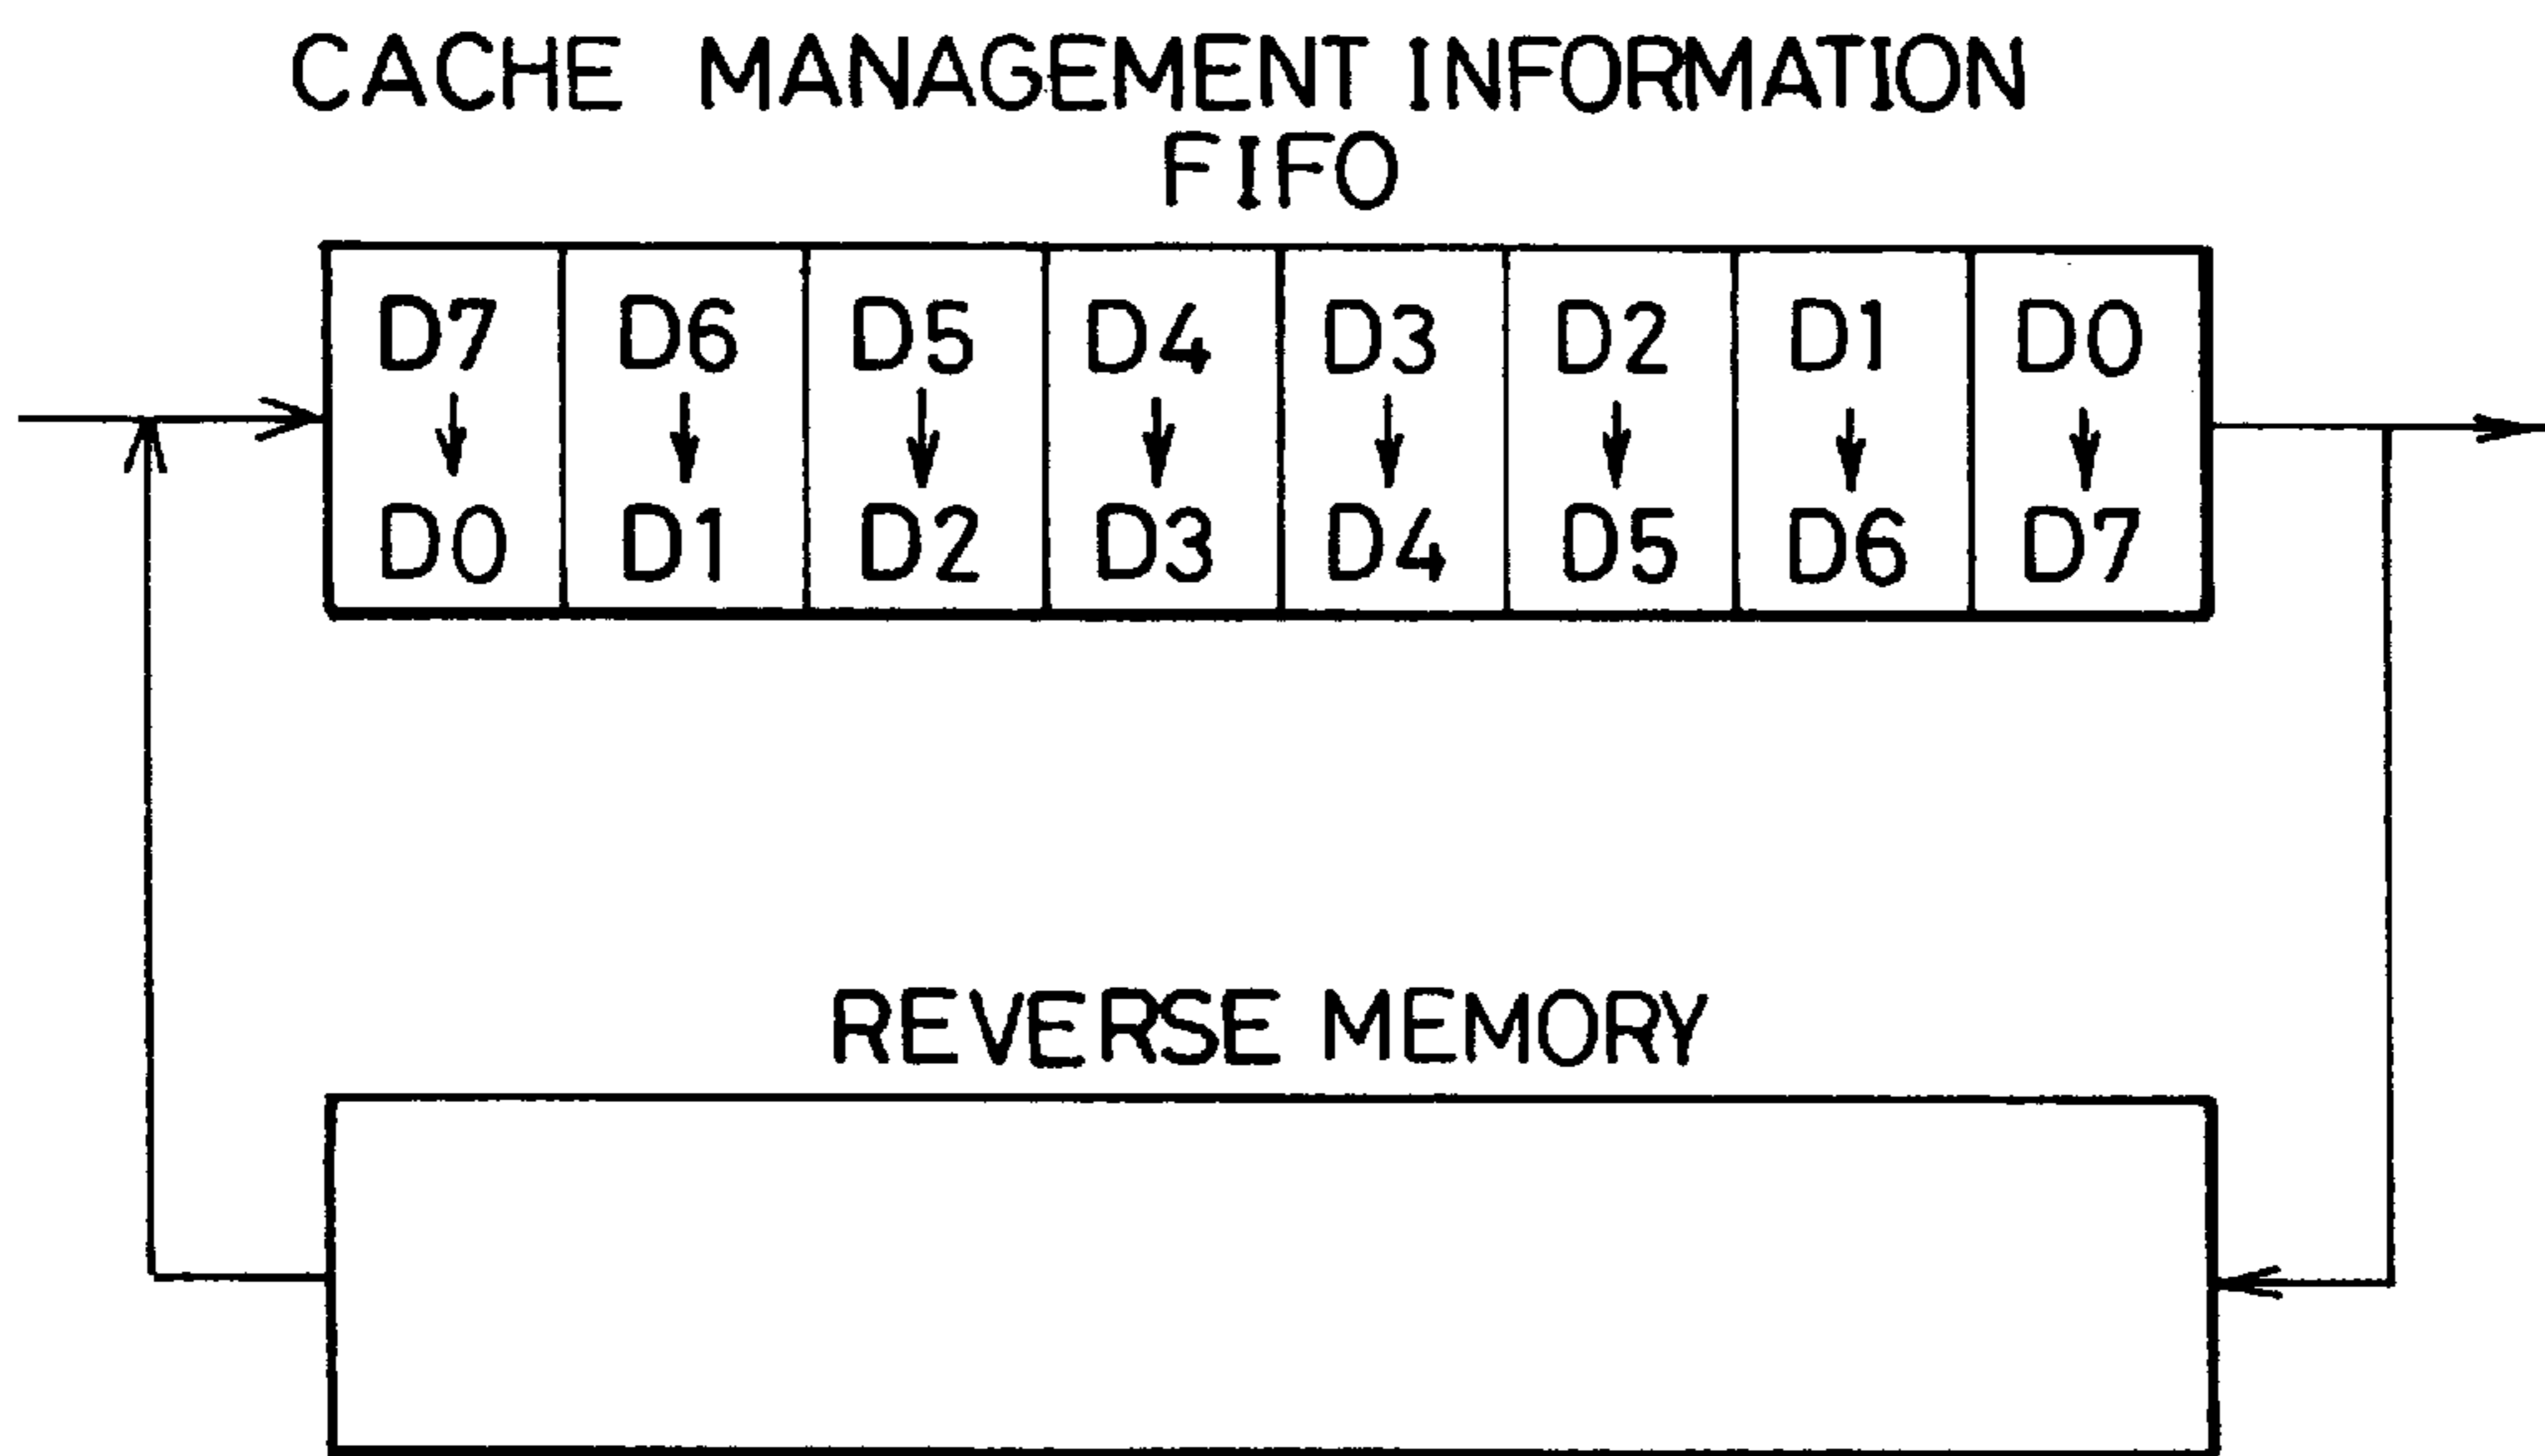 CACHE MANAGEMENT INFORMATION
FIFO
D7 D6 D5 D4 D3 D2 D1 D0
D0 D1 D2 D3 D4 D5 D6 D7
REVERSE MEMORY